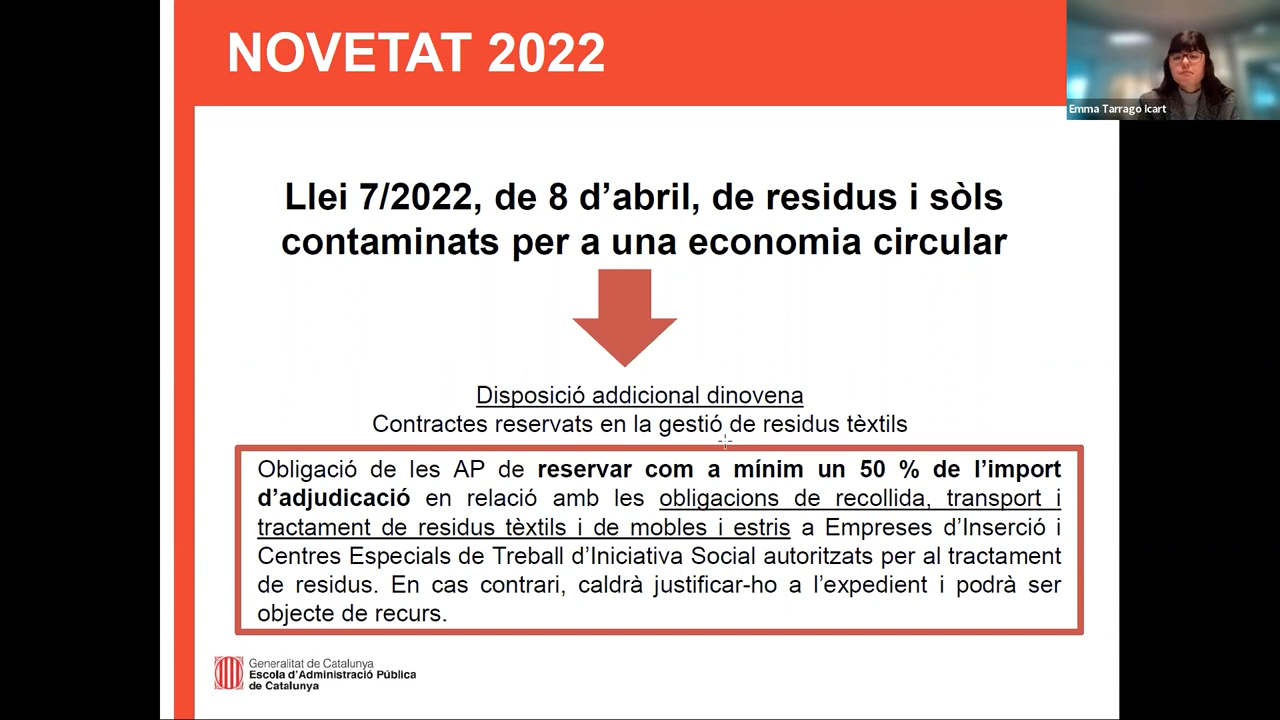 NOVETAT 2022
Emma Tarrago Icart
Llei 7/2022, de 8 d’abril, de residus i sòls
contaminats per a una economia circular
Disposició addicional dinovena
Contractes reservats en la gestió de residus tèxtils
Obligació de les AP de reservar com a mínim un 50 % de l’import
d’adjudicació en relació amb les obligacions de recollida, transport i
tractament de residus tèxtils i de mobles i estris a Empreses d’Inserció i
Centres Especials de Treball d’Iniciativa Social autoritzats per al tractament
de residus. En cas contrari, caldrà justificar-ho a l’expedient i podrà ser
objecte de recurs.
Generalitat de Catalunya
Escola d’Administració Pública
de Catalunya